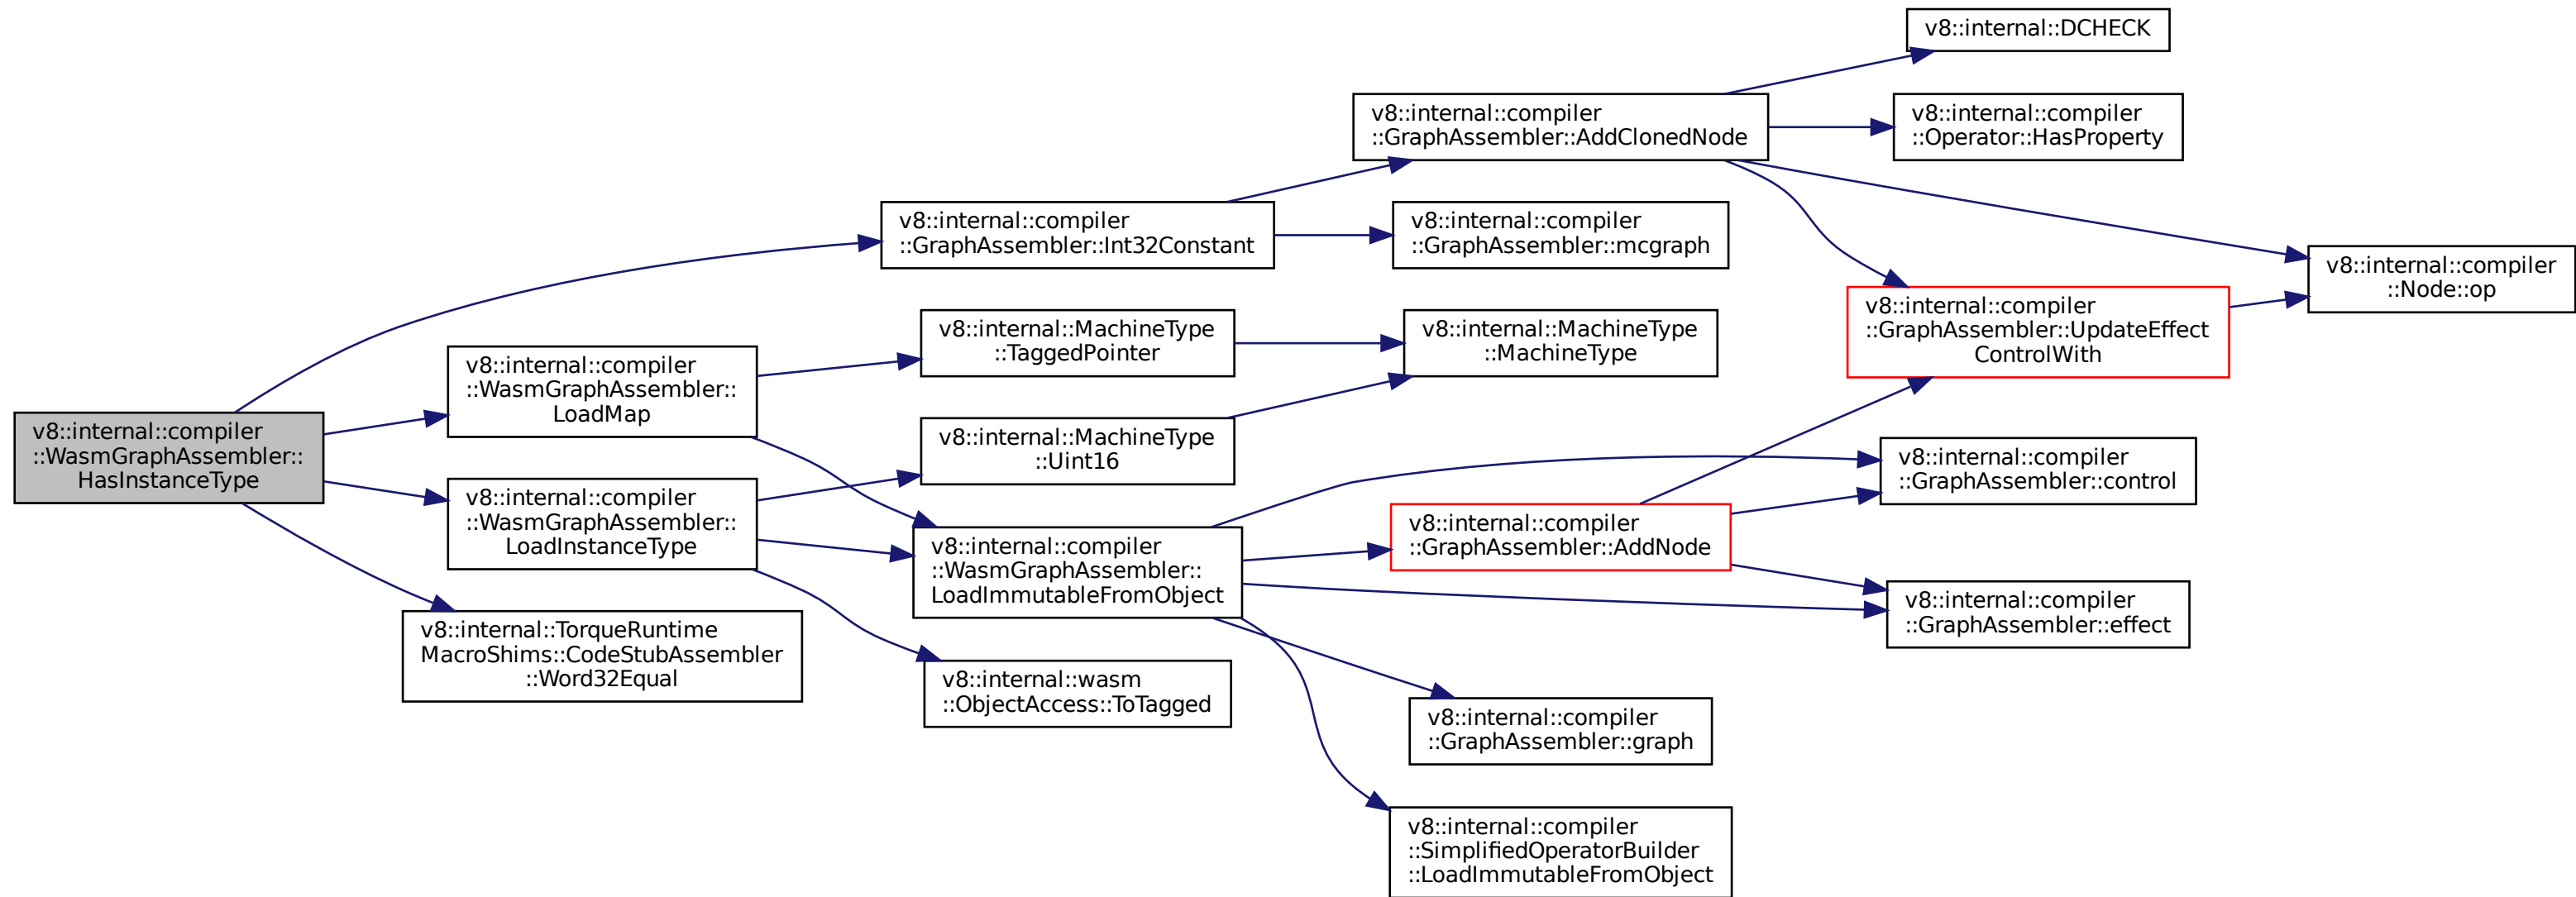 v8::internal::compiler
::WasmGraphAssembler::
HasInstanceType
v8::internal::compiler
::GraphAssembler::Int32Constant
v8::internal::compiler
::GraphAssembler::AddClonedNode
v8::internal::DCHECK
v8::internal::compiler
::Operator::HasProperty
v8::internal::compiler
::Node::op
v8::internal::compiler
::GraphAssembler::UpdateEffect
ControlWith
v8::internal::compiler
::GraphAssembler::mcgraph
v8::internal::compiler
::WasmGraphAssembler::
LoadMap
v8::internal::MachineType
::TaggedPointer
v8::internal::MachineType
::MachineType
v8::internal::compiler
::WasmGraphAssembler::
LoadInstanceType
v8::internal::MachineType
::Uint16
v8::internal::compiler
::WasmGraphAssembler::
LoadImmutableFromObject
v8::internal::compiler
::GraphAssembler::AddNode
v8::internal::compiler
::GraphAssembler::control
v8::internal::compiler
::GraphAssembler::effect
v8::internal::TorqueRuntime
MacroShims::CodeStubAssembler
::Word32Equal
v8::internal::wasm
::ObjectAccess::ToTagged
v8::internal::compiler
::GraphAssembler::graph
v8::internal::compiler
::SimplifiedOperatorBuilder
::LoadImmutableFromObject